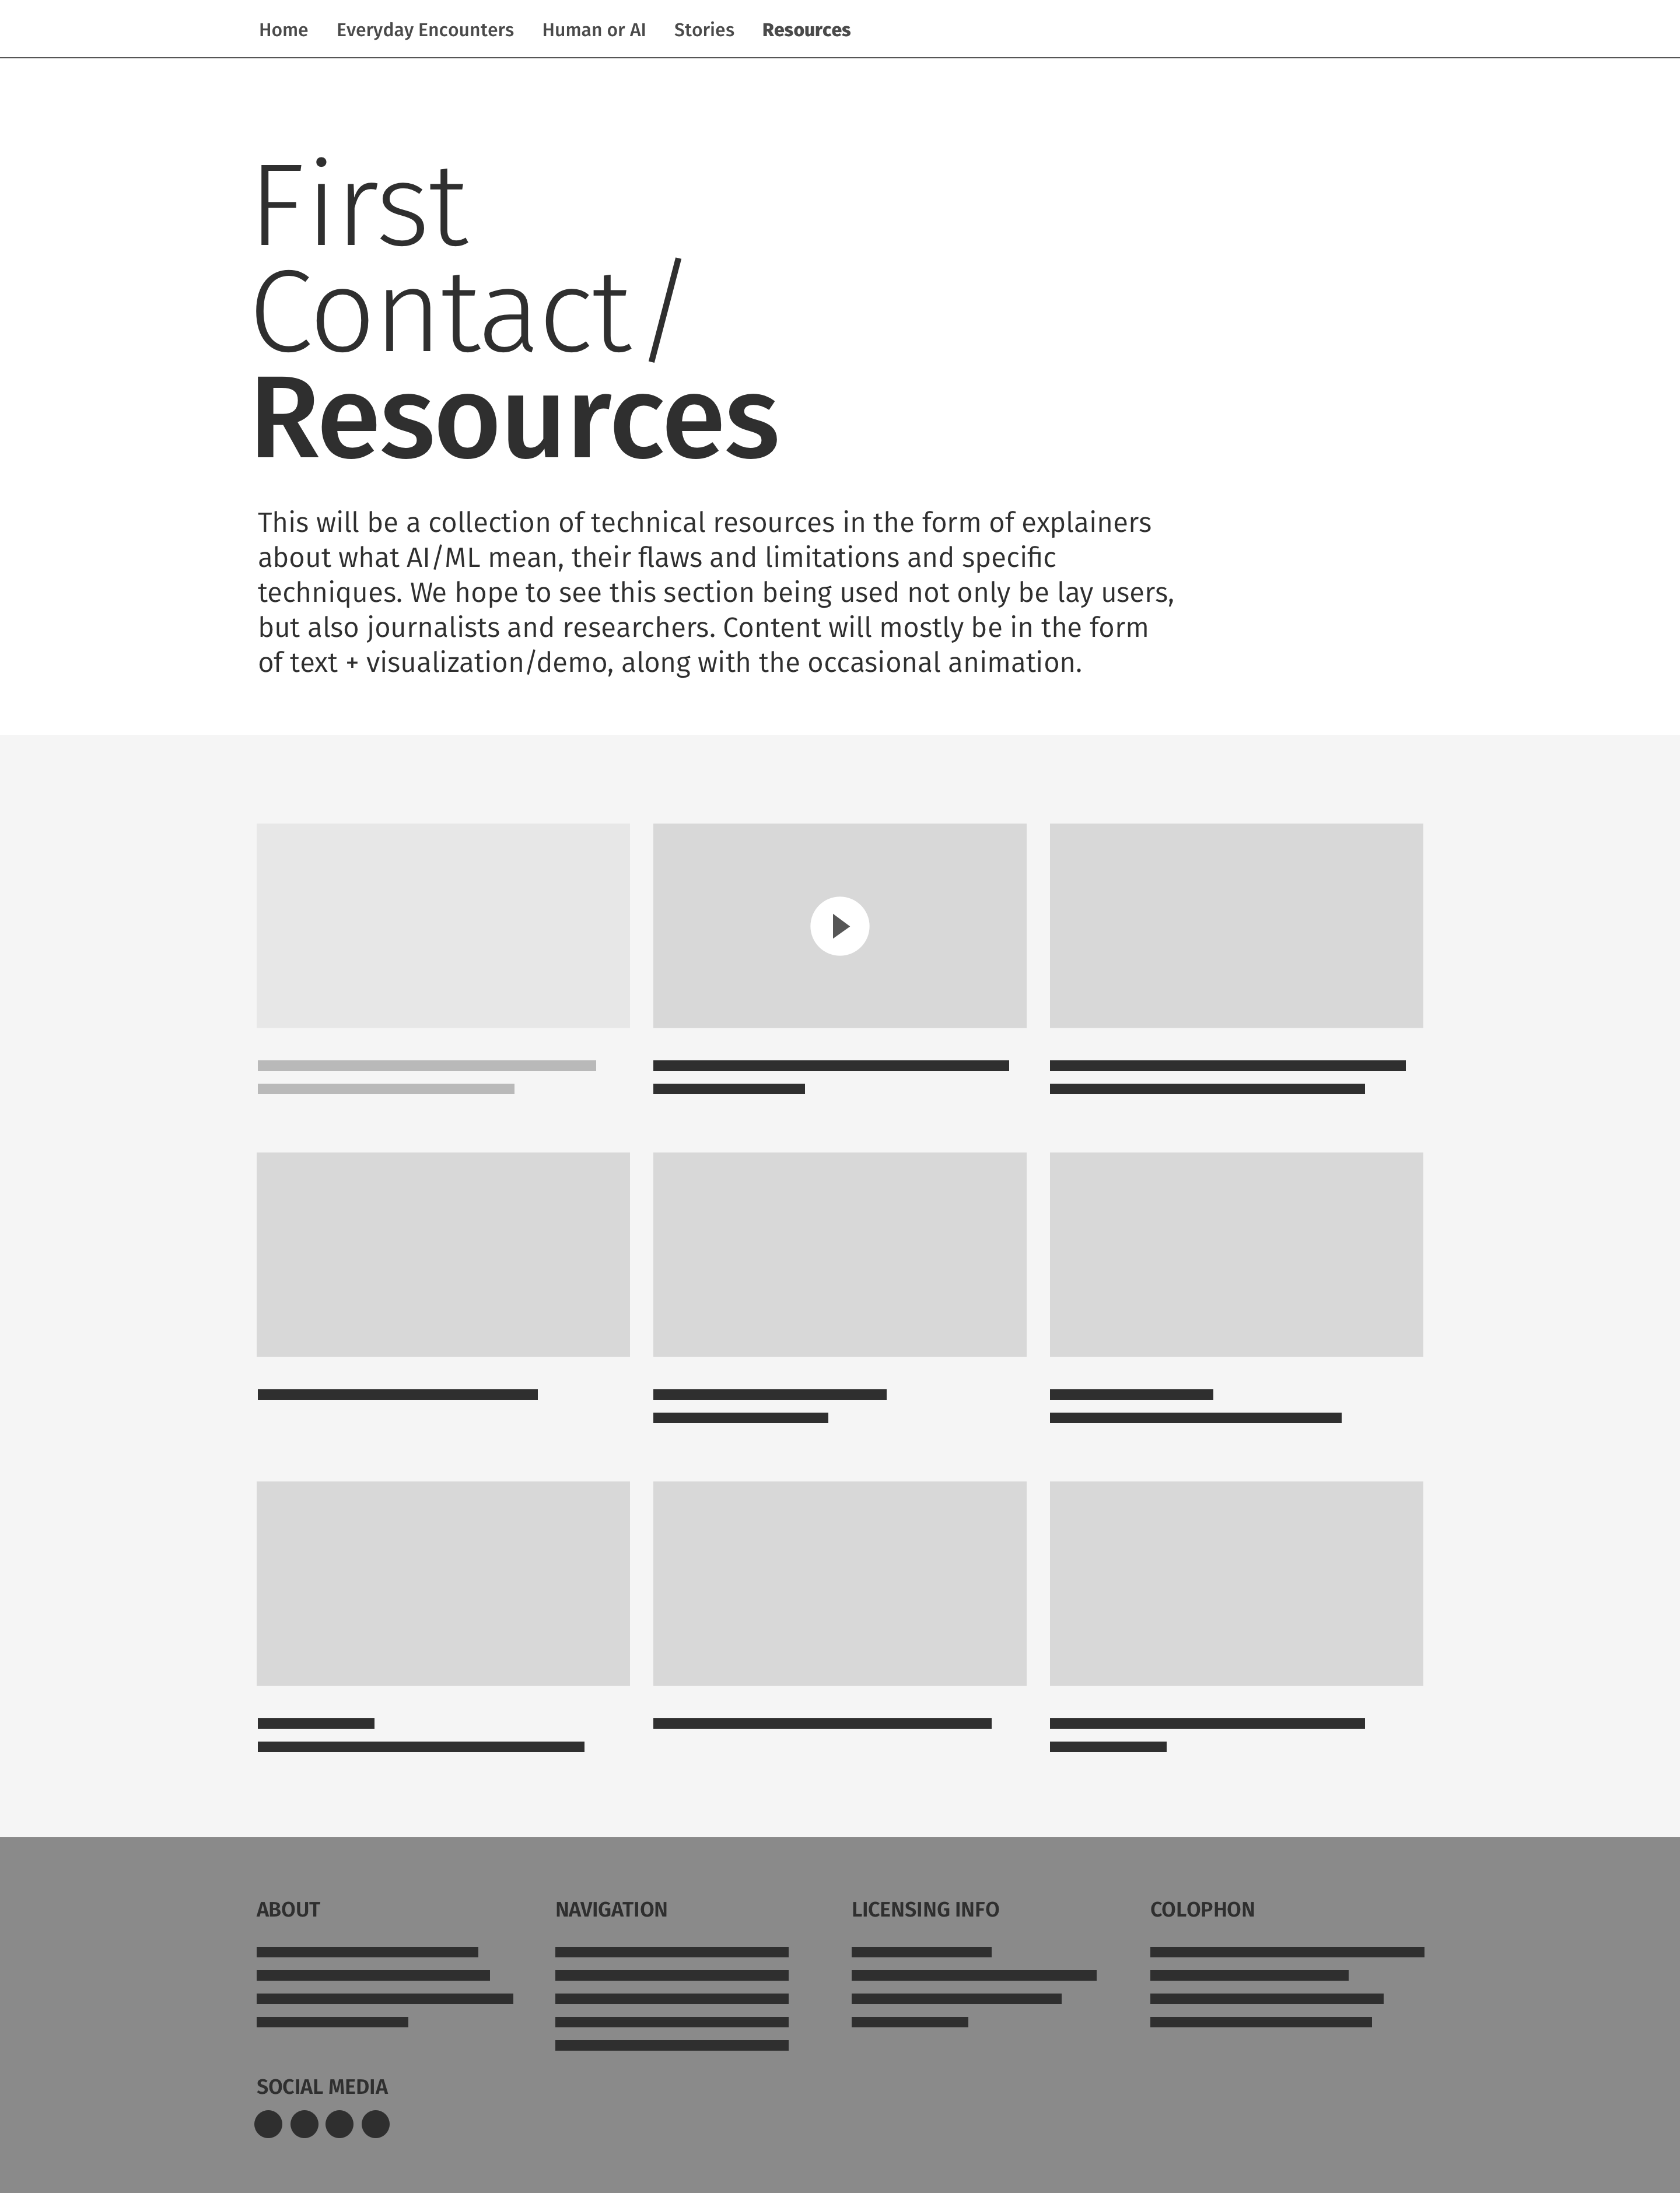 Home Everyday Encounters Human or AI Stories Resources
First
Contact/
Resources
This will be a collection of technical resources in the form of explainers
about what AI/ML mean, their flaws and limitations and specific
techniques. We hope to see this section being used not only be lay users,
but also journalists and researchers. Content will mostly be in the form
of text + visualization/demo, along with the occasional animation.
ABOUT NAVIGATION LICENSING INFO COLOPHON
SOCIAL MEDIA